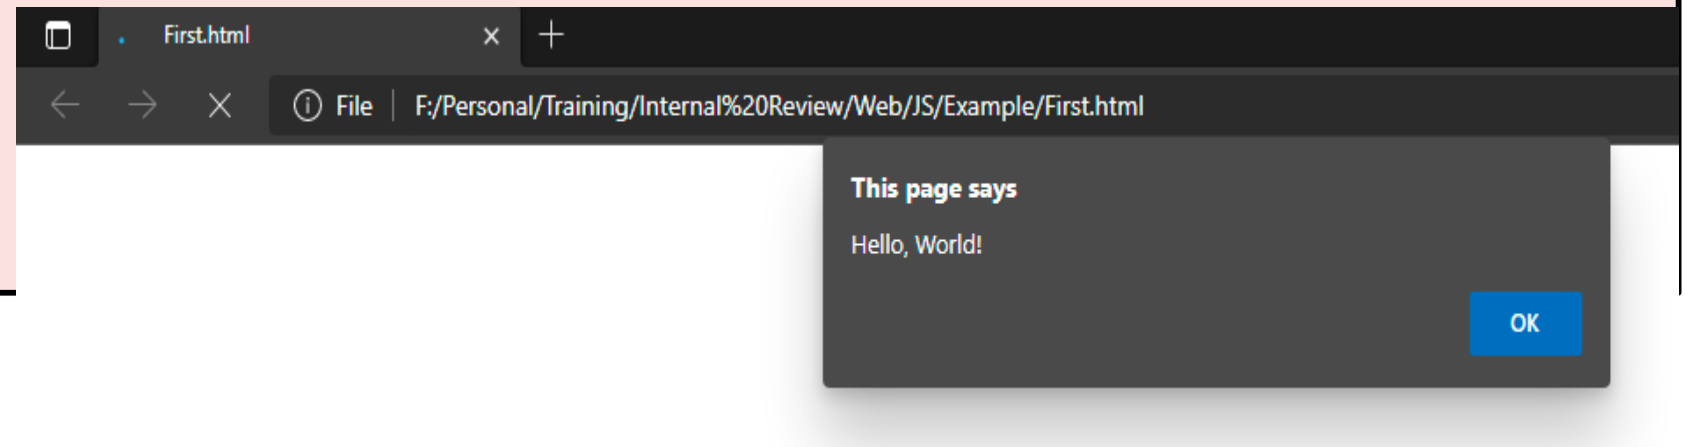 First.html
File F:/Personal/Training/Internal%20Review/Web/JS/Example/First.html
This page says
Hello, World!
OK